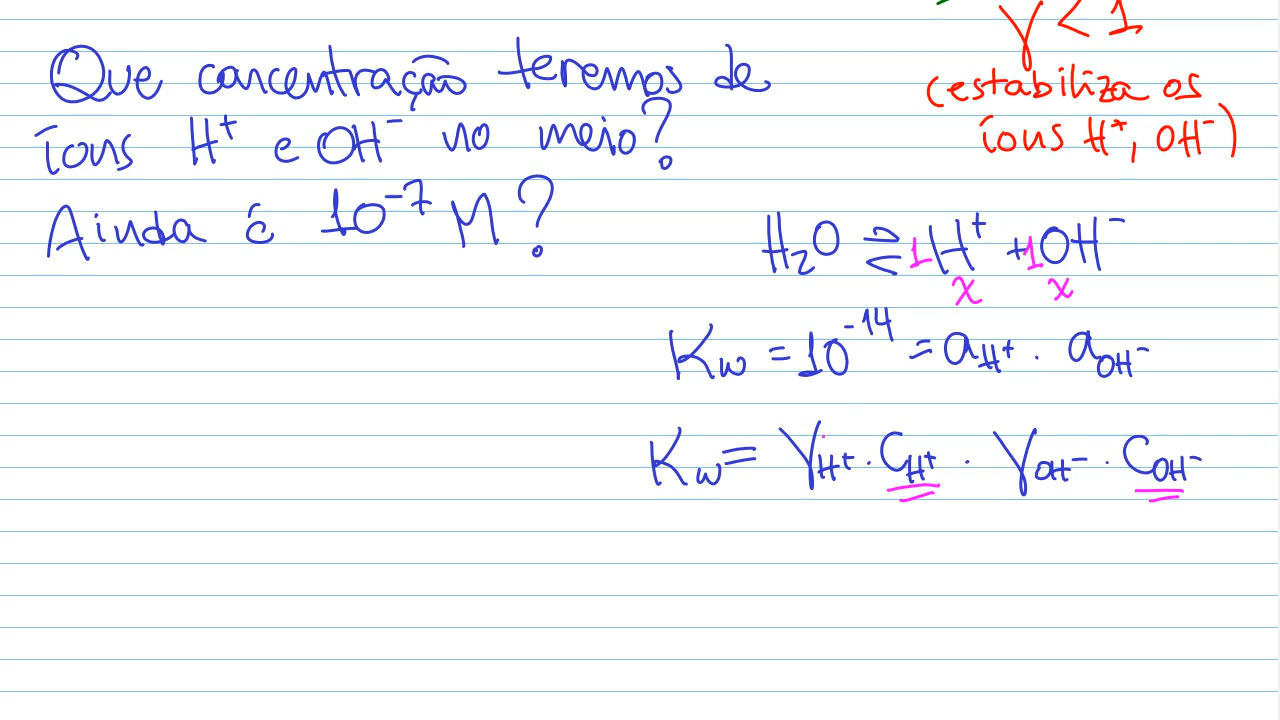 Que concentração teremos de
íons H⁺ e OH⁻ no meio?
Ainda é 10⁻⁷ M?
γ < 1
(estabiliza os
íons H⁺, OH⁻)
H₂O ⇌ 1H⁺ + 1OH⁻
x x
Kw = 10⁻¹⁴ = aH⁺ . aOH⁻
Kw = γH⁺ . CH⁺ . γOH⁻ . COH⁻